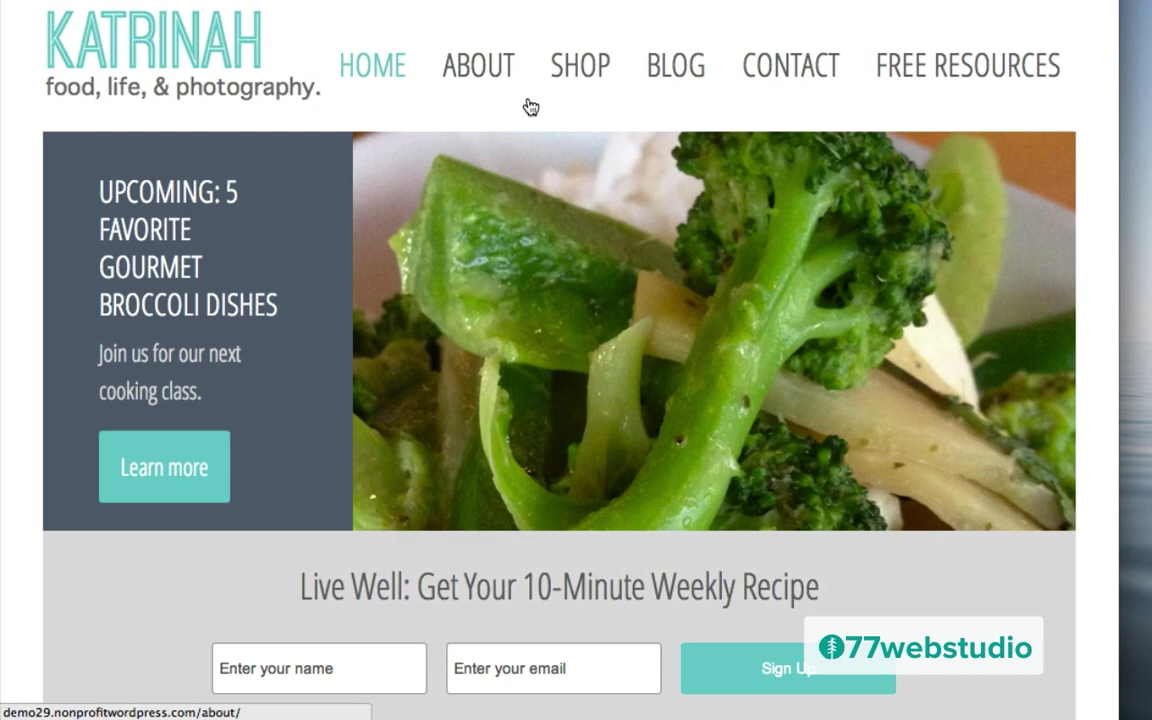 KATRINAH
food, life, & photography.
HOME ABOUT SHOP BLOG CONTACT FREE RESOURCES
UPCOMING: 5
FAVORITE
GOURMET
BROCCOLI DISHES
Join us for our next
cooking class.
Learn more
Live Well: Get Your 10-Minute Weekly Recipe
Enter your name
Enter your email
Sign Up
77webstudio
demo29.nonprofitwordpress.com/about/